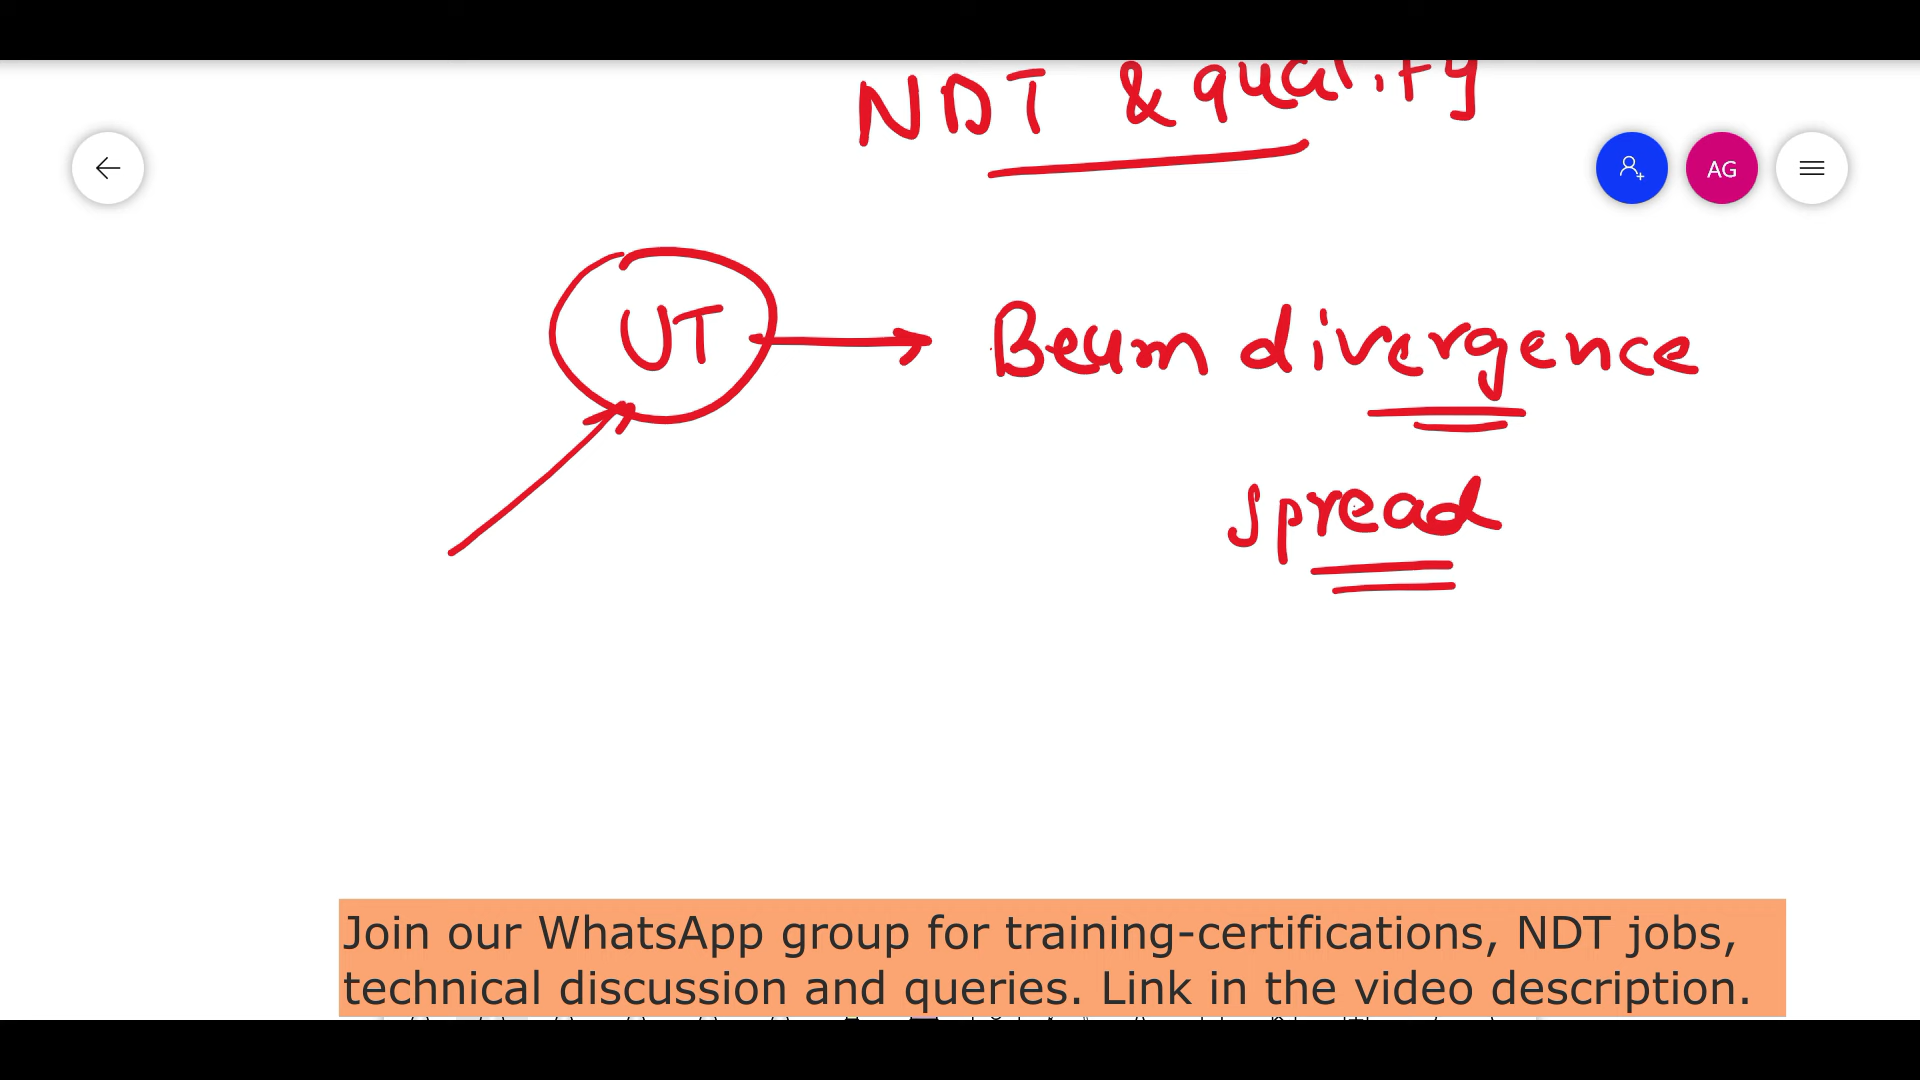 NDT & quality
AG
UT → Beam divergence
spread
Join our WhatsApp group for training-certifications, NDT jobs,
technical discussion and queries. Link in the video description.